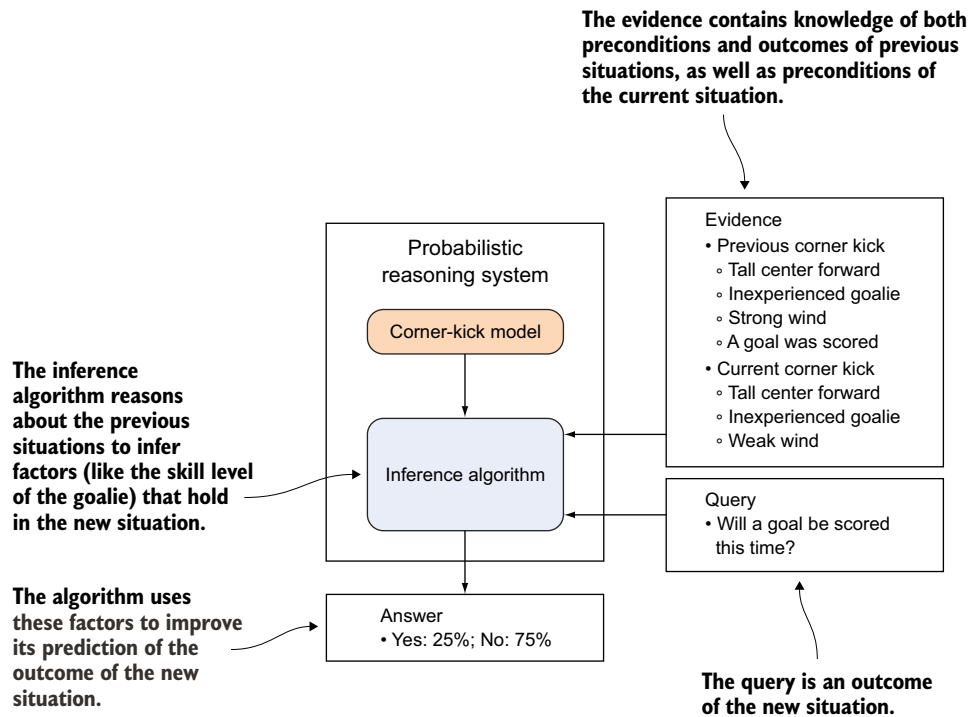 The evidence contains knowledge of both
preconditions and outcomes of previous
situations, as well as preconditions of
the current situation.
Probabilistic
reasoning system
Corner-kick model
Inference algorithm
Evidence
• Previous corner kick
◦ Tall center forward
◦ Inexperienced goalie
◦ Strong wind
◦ A goal was scored
• Current corner kick
◦ Tall center forward
◦ Inexperienced goalie
◦ Weak wind
The inference
algorithm reasons
about the previous
situations to infer
factors (like the skill level
of the goalie) that hold
in the new situation.
Query
• Will a goal be scored
this time?
The algorithm uses
these factors to improve
its prediction of the
outcome of the new
situation.
Answer
• Yes: 25%; No: 75%
The query is an outcome
of the new situation.